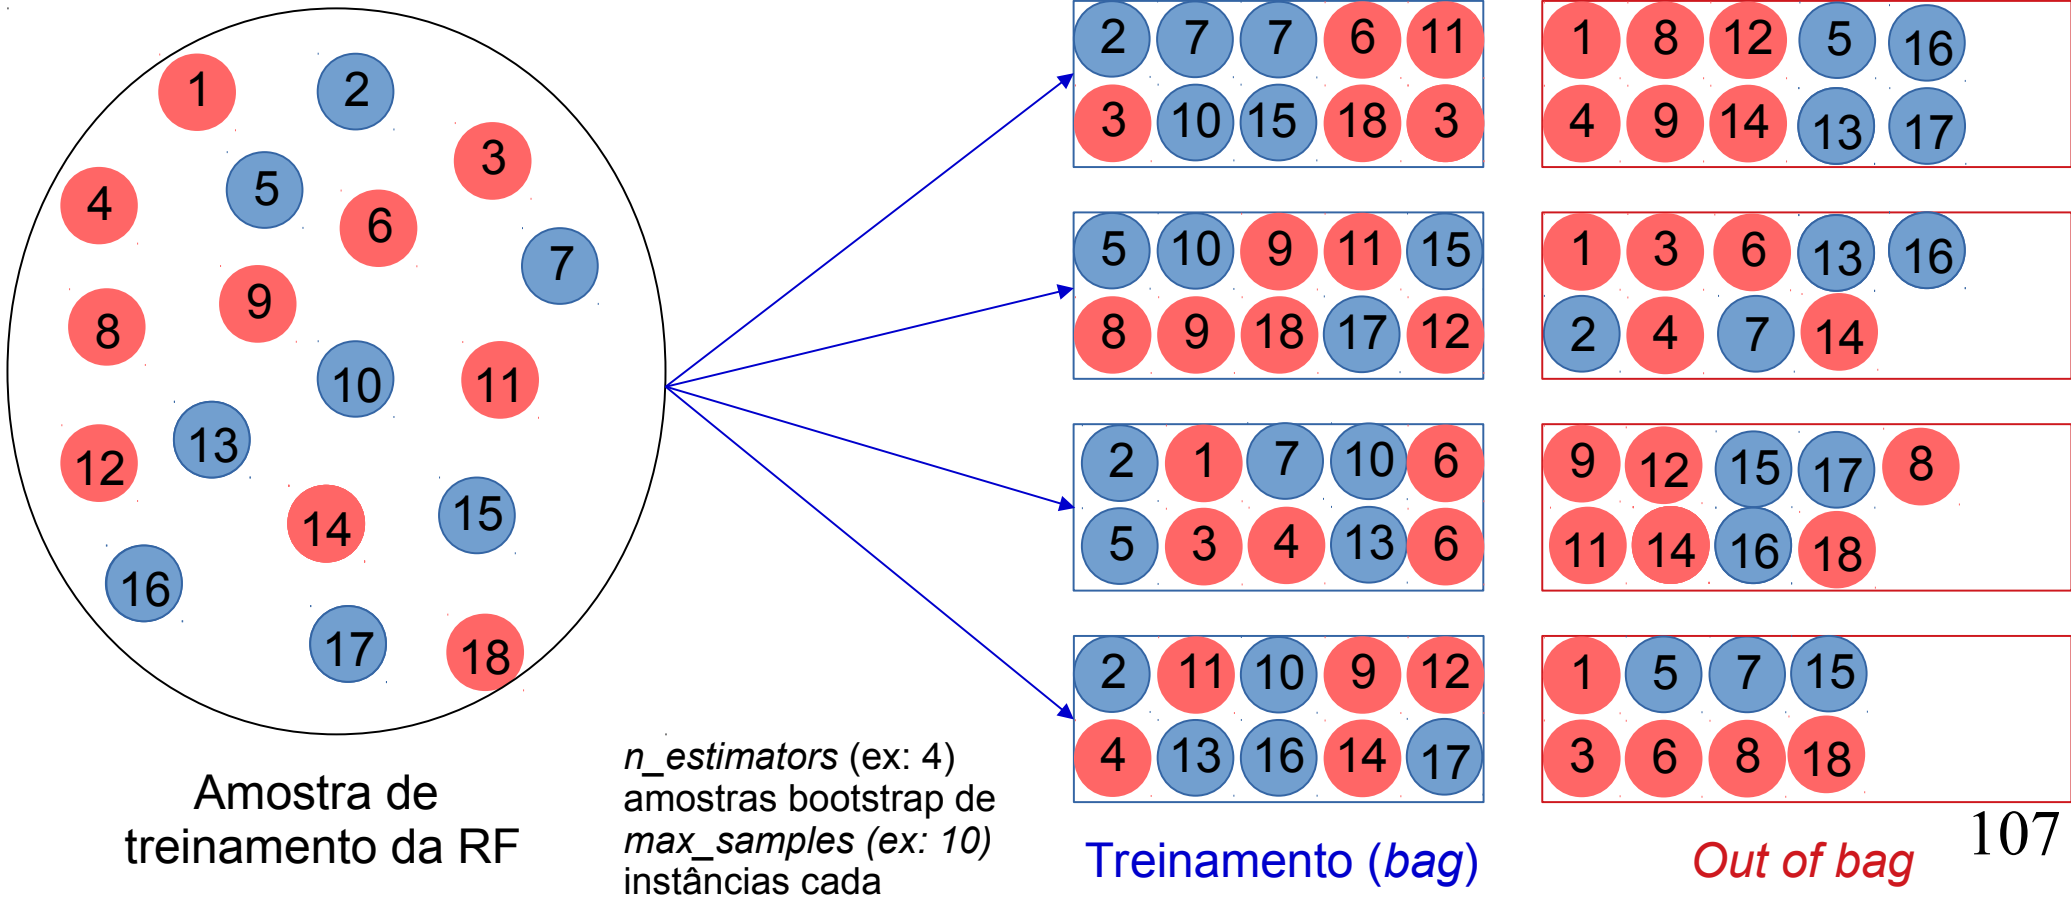 1 2
3
4 5
6
7
8 9
10 11
12 13
14 15
16
17 18
2 7 7 6 11
3 10 15 18 3
1 8 12 5 16
4 9 14 13 17
5 10 9 11 15
8 9 18 17 12
1 3 6 13 16
2 4 7 14
2 1 7 10 6
5 3 4 13 6
9 12 15 17 8
11 14 16 18
2 11 10 9 12
4 13 16 14 17
1 5 7 15
3 6 8 18
Amostra de
treinamento da RF
n_estimators (ex: 4)
amostras bootstrap de
max_samples (ex: 10)
instâncias cada
Treinamento (bag)
Out of bag
107